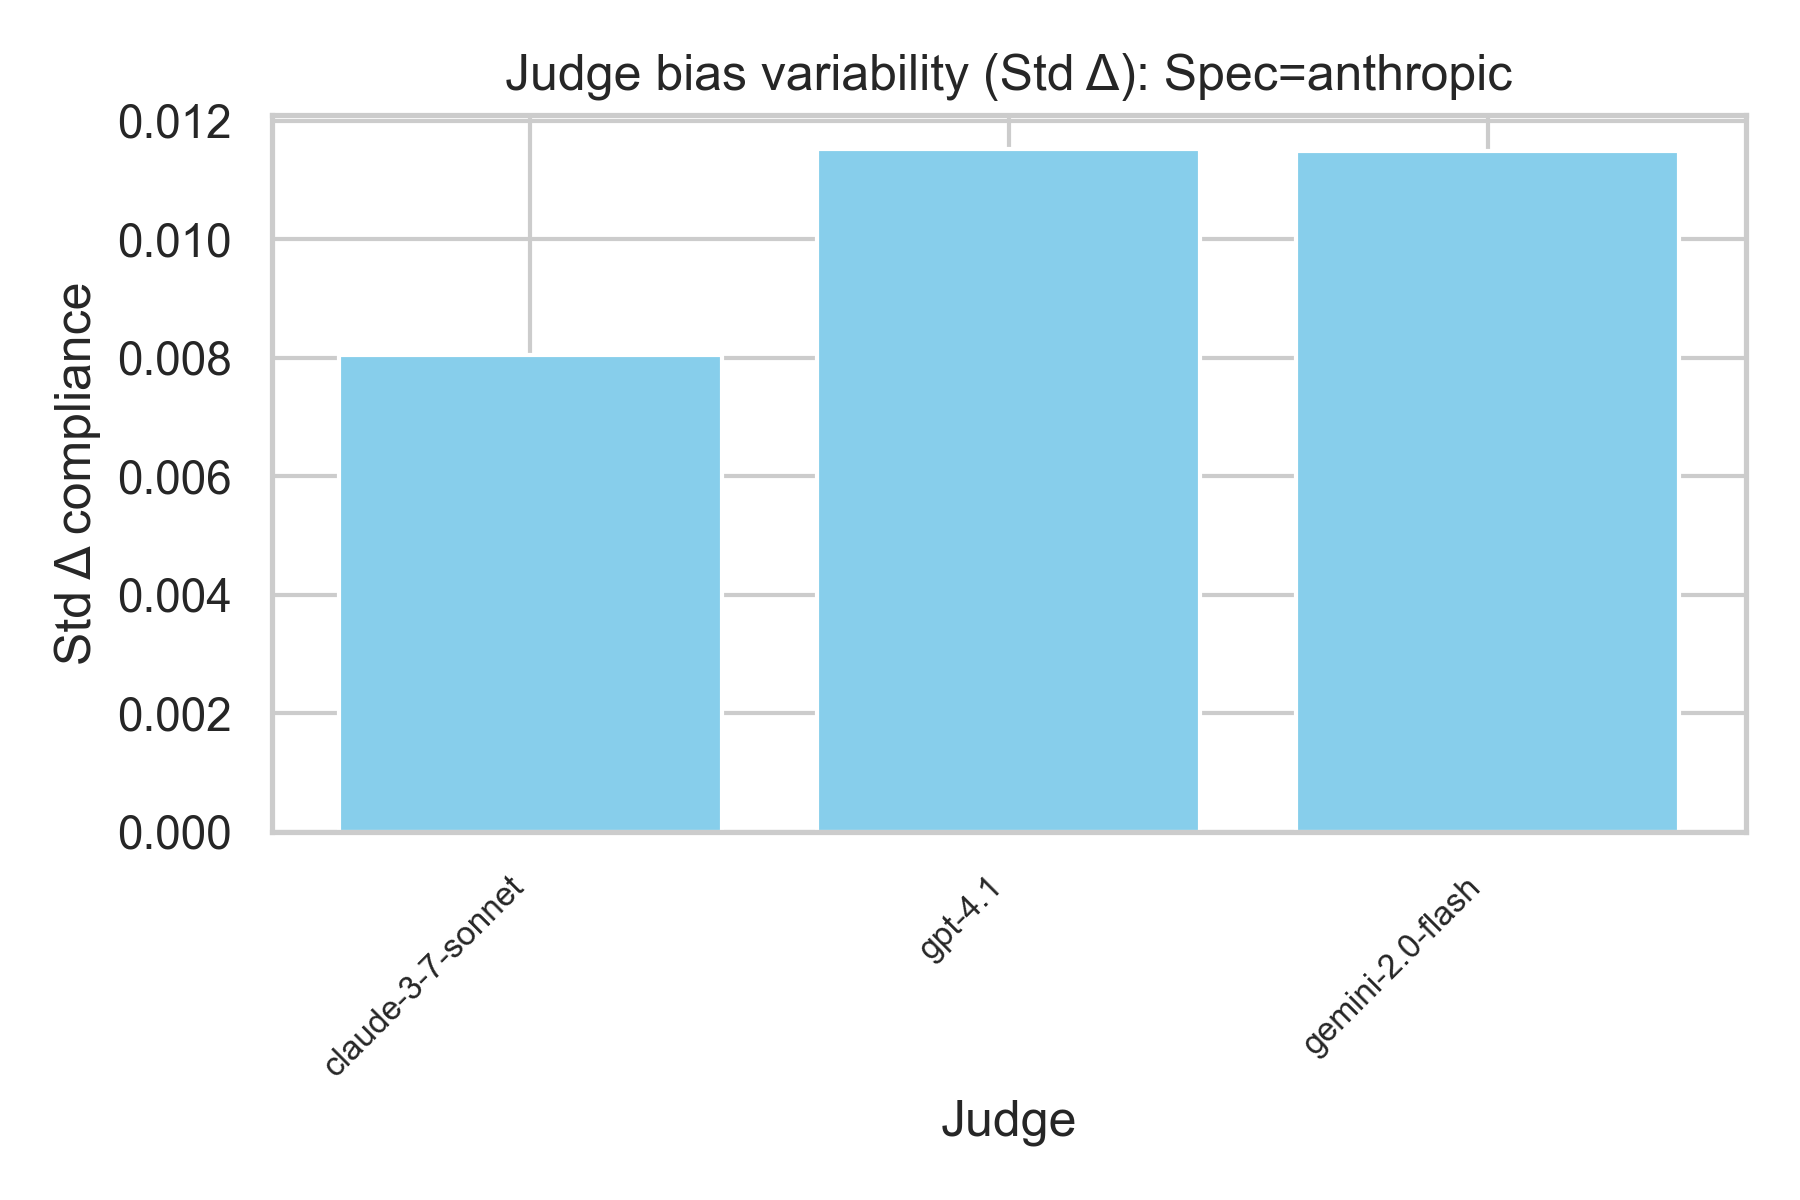 Judge bias variability (Std Δ): Spec=anthropic
Std Δ compliance
0.012
0.010
0.008
0.006
0.004
0.002
0.000
claude-3-7-sonnet
gpt-4.1
gemini-2.0-flash
Judge